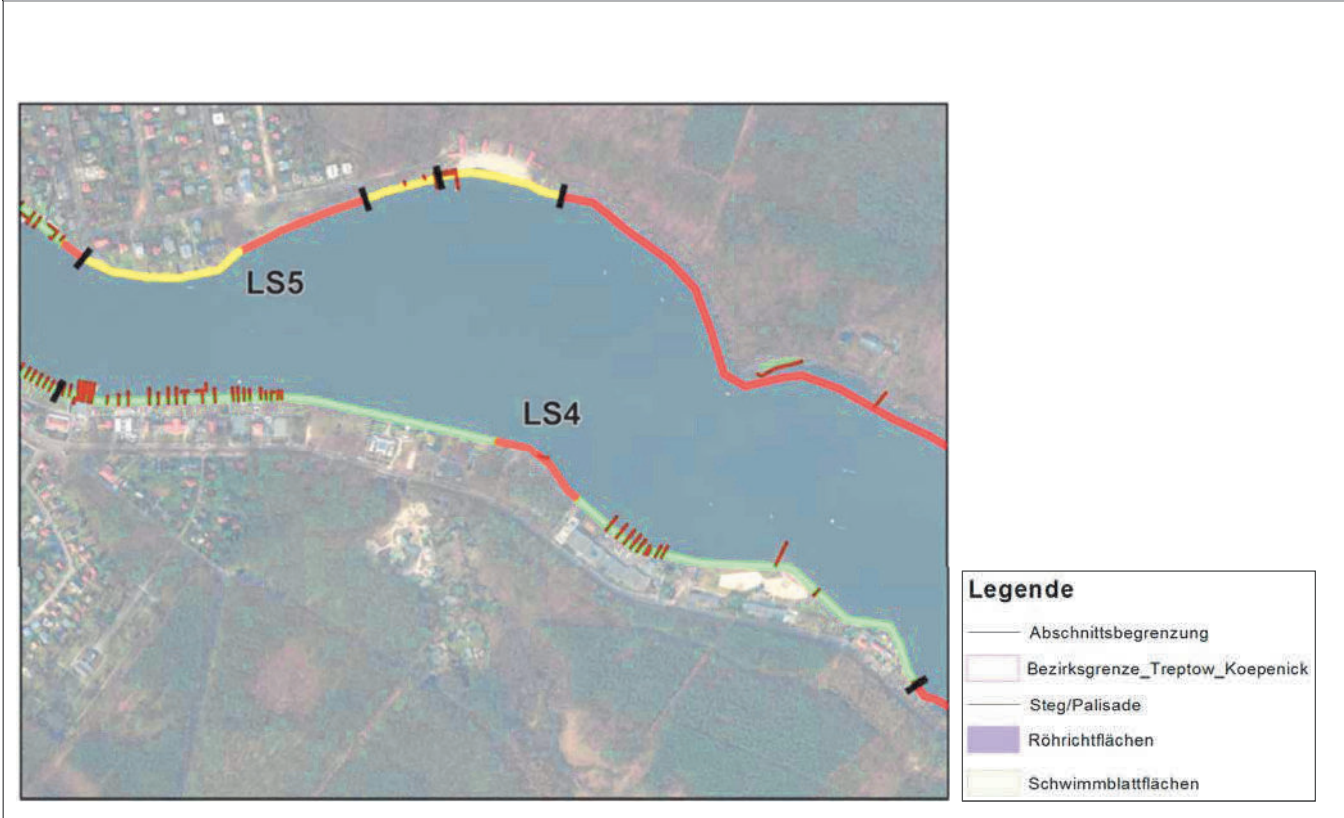 LS5
LS4
Legende
Abschnittsbegrenzung
Bezirksgrenze_Treptow_Koepenick
Steg/Palisade
Röhrichtflächen
Schwimmblattflächen